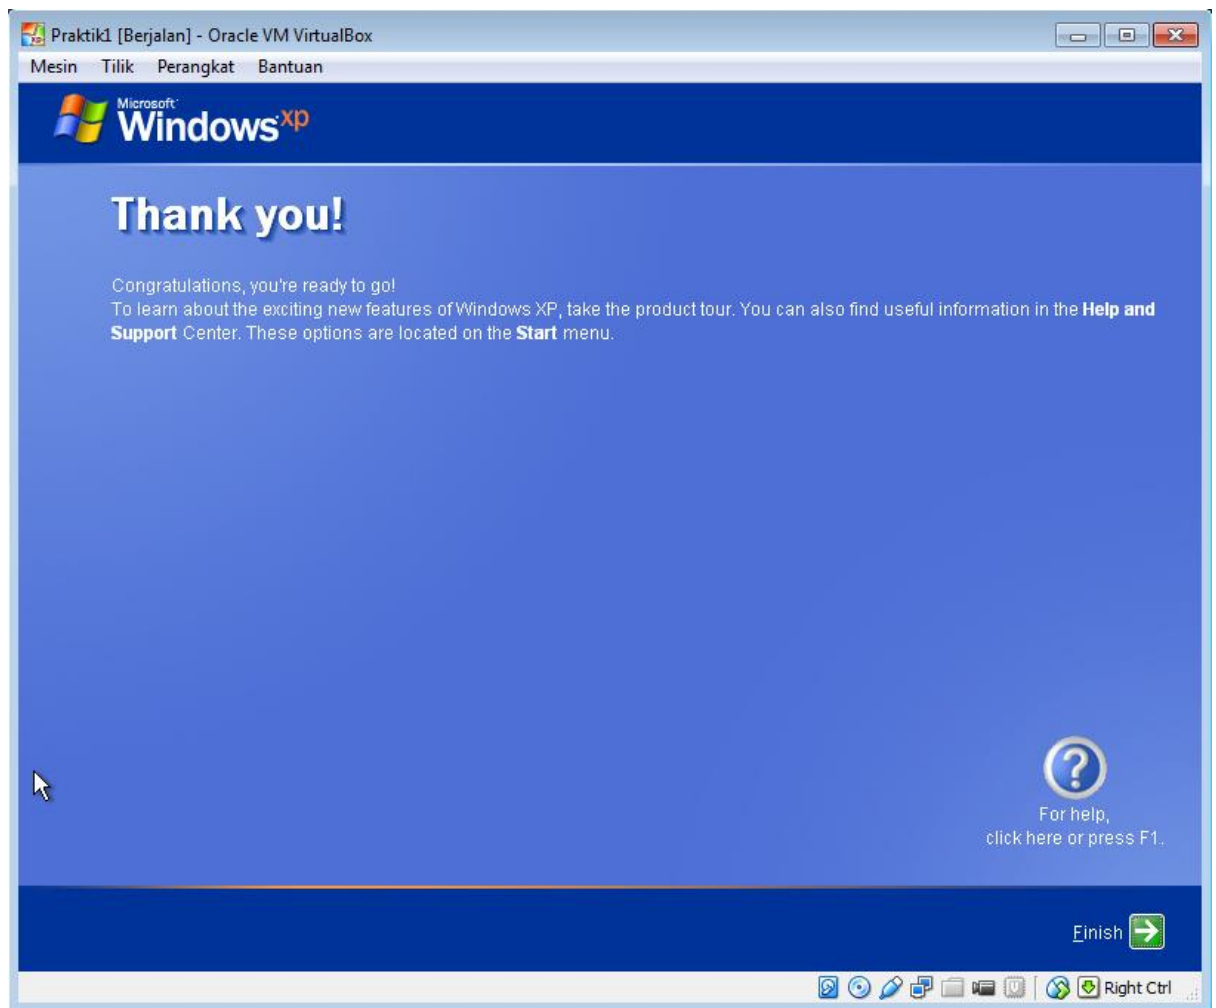 Praktik1 [Berjalan] - Oracle VM VirtualBox
Mesin Tilik Perangkat Bantuan
Microsoft
Windows xp
Thank you!
Congratulations, you're ready to go!
To learn about the exciting new features of Windows XP, take the product tour. You can also find useful information in the Help and
Support Center. These options are located on the Start menu.
For help,
click here or press F1.
Finish
Right Ctrl